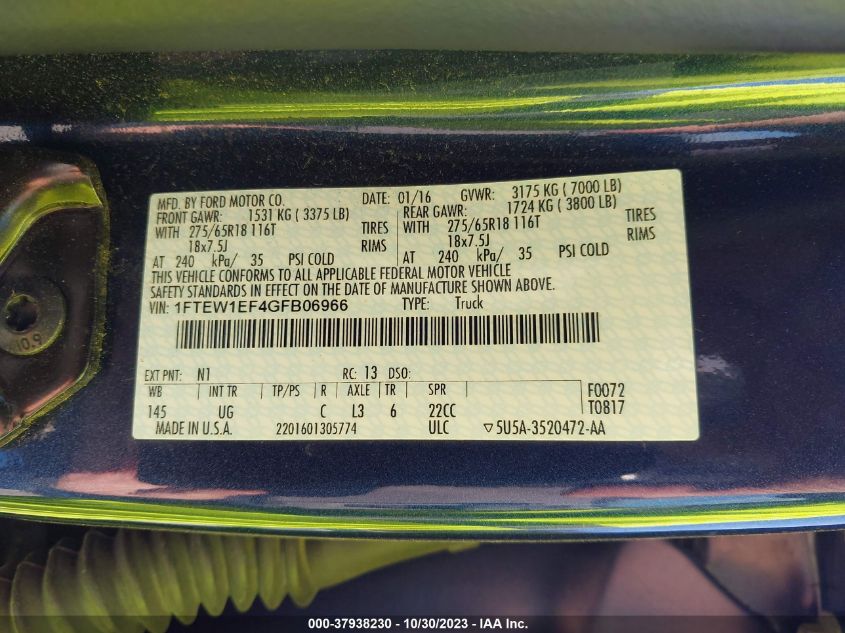 MFD. BY FORD MOTOR CO. DATE: 01/16 GVWR: 3175 KG ( 7000 LB)
FRONT GAWR: 1531 KG ( 3375 LB) REAR GAWR: 1724 KG ( 3800 LB)
WITH 275/65R18 116T TIRES WITH 275/65R18 116T TIRES
18x7.5J RIMS 18x7.5J RIMS
AT 240 kPa/ 35 PSI COLD AT 240 kPa/ 35 PSI COLD
THIS VEHICLE CONFORMS TO ALL APPLICABLE FEDERAL MOTOR VEHICLE
SAFETY STANDARDS IN EFFECT ON THE DATE OF MANUFACTURE SHOWN ABOVE.
VIN: 1FTEW1EF4GFB06966 TYPE: Truck
EXT PNT: N1 RC: 13 DSO:
WB INT TR TP/PS R AXLE TR SPR F0072
145 UG C L3 6 22CC T0817
MADE IN U.S.A. 2201601305774 ULC ▽5U5A-3520472-AA
10.9
000-37938230 - 10/30/2023 - IAA Inc.